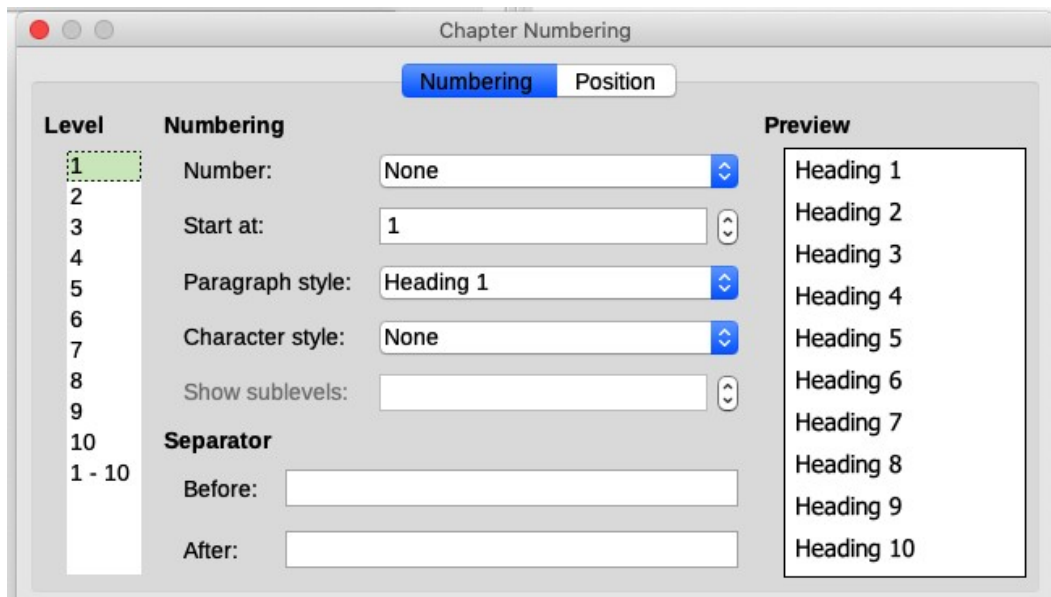 Chapter Numbering
Numbering Position
Level
1
2
3
4
5
6
7
8
9
10
1 - 10
Numbering
Number: None
Start at: 1
Paragraph style: Heading 1
Character style: None
Show sublevels:
Separator
Before:
After:
Preview
Heading 1
Heading 2
Heading 3
Heading 4
Heading 5
Heading 6
Heading 7
Heading 8
Heading 9
Heading 10